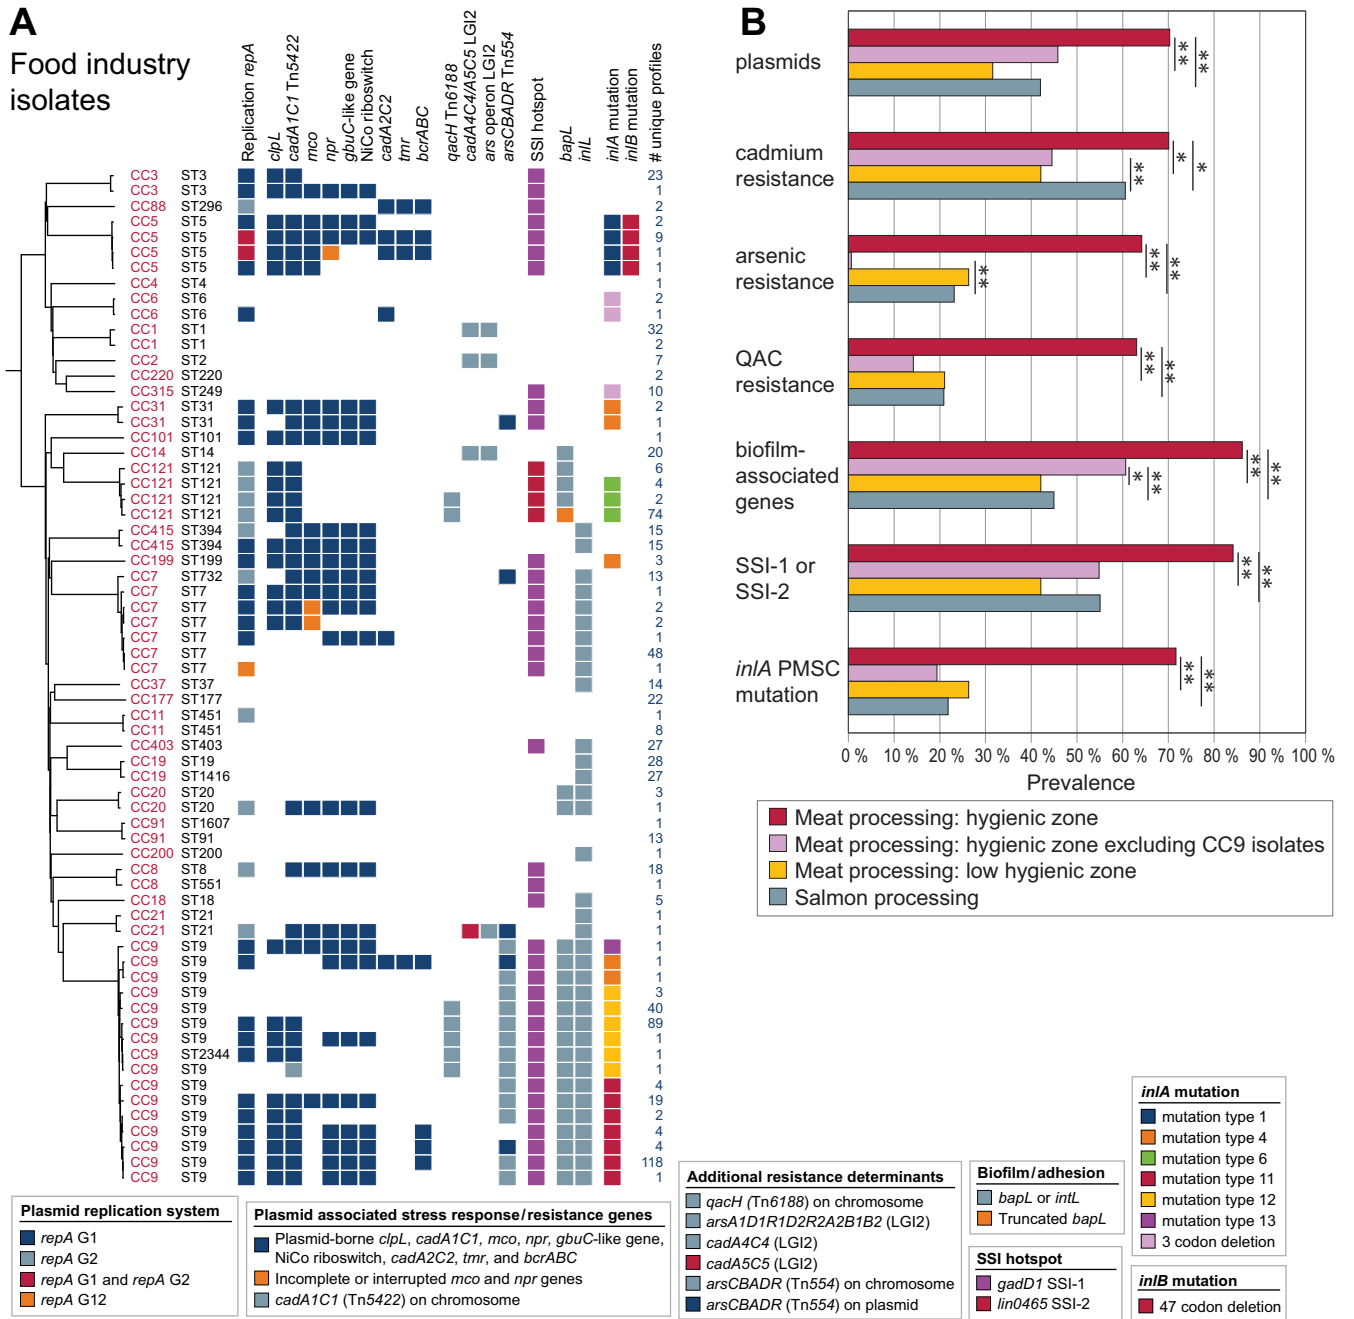 A
Food industry
isolates
Replication repA
clpL
cadA1C1 Tn5422
mco
npr
gbuC-like gene
NiCo riboswitch
cadA2C2
tmr
bcrABC
qacH Tn6188
cadA4C4/A5C5 LGI2
ars operon LGI2
arsCBADR Tn554
SSI hotspot
bapL
inlL
inlA mutation
inlB mutation
# unique profiles
CC3 ST3 23
CC3 ST3 1
CC88 ST296 2
CC5 ST5 2
CC5 ST5 9
CC5 ST5 1
CC5 ST5 1
CC4 ST4 1
CC6 ST6 2
CC6 ST6 1
CC1 ST1 32
CC1 ST1 2
CC2 ST2 7
CC220 ST220 2
CC315 ST249 10
CC31 ST31 2
CC31 ST31 1
CC101 ST101 1
CC14 ST14 20
CC121 ST121 6
CC121 ST121 4
CC121 ST121 2
CC121 ST121 74
CC415 ST394 15
CC415 ST394 15
CC199 ST199 3
CC7 ST732 13
CC7 ST7 1
CC7 ST7 2
CC7 ST7 2
CC7 ST7 1
CC7 ST7 48
CC7 ST7 1
CC37 ST37 14
CC177 ST177 22
CC11 ST451 1
CC11 ST451 8
CC403 ST403 27
CC19 ST19 28
CC19 ST1416 27
CC20 ST20 3
CC20 ST20 1
CC91 ST1607 1
CC91 ST91 13
CC200 ST200 1
CC8 ST8 18
CC8 ST551 1
CC18 ST18 5
CC21 ST21 1
CC21 ST21 1
CC9 ST9 1
CC9 ST9 1
CC9 ST9 1
CC9 ST9 3
CC9 ST9 40
CC9 ST9 89
CC9 ST9 1
CC9 ST2344 1
CC9 ST9 1
CC9 ST9 4
CC9 ST9 19
CC9 ST9 2
CC9 ST9 4
CC9 ST9 4
CC9 ST9 118
CC9 ST9 1
Plasmid replication system
repA G1
repA G2
repA G1 and repA G2
repA G12
Plasmid associated stress response/resistance genes
Plasmid-borne clpL, cadA1C1, mco, npr, gbuC-like gene,
NiCo riboswitch, cadA2C2, tmr, and bcrABC
Incomplete or interrupted mco and npr genes
cadA1C1 (Tn5422) on chromosome
Additional resistance determinants
qacH (Tn6188) on chromosome
arsA1D1R1D2R2A2B1B2 (LGI2)
cadA4C4 (LGI2)
cadA5C5 (LGI2)
arsCBADR (Tn554) on chromosome
arsCBADR (Tn554) on plasmid
Biofilm/adhesion
bapL or intL
Truncated bapL
SSI hotspot
gadD1 SSI-1
lin0465 SSI-2
inlA mutation
mutation type 1
mutation type 4
mutation type 6
mutation type 11
mutation type 12
mutation type 13
3 codon deletion
inlB mutation
47 codon deletion
B
plasmids
**
**
cadmium
resistance
**
*
*
arsenic
resistance
**
**
**
QAC
resistance
**
**
biofilm-
associated
genes
*
**
**
**
SSI-1 or
SSI-2
**
**
inlA PMSC
mutation
**
**
0 % 10 % 20 % 30 % 40 % 50 % 60 % 70 % 80 % 90 % 100 %
Prevalence
Meat processing: hygienic zone
Meat processing: hygienic zone excluding CC9 isolates
Meat processing: low hygienic zone
Salmon processing